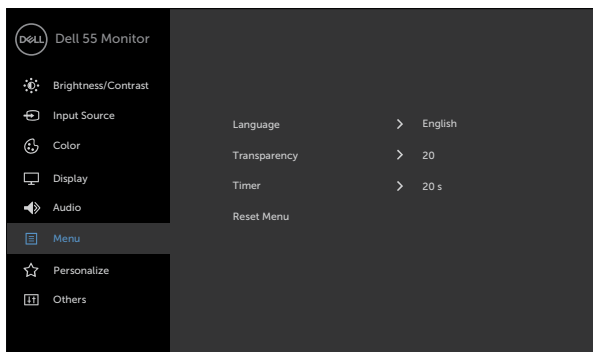 DELL Dell 55 Monitor
Brightness/Contrast
Input Source
Color
Display
Audio
Menu
Personalize
Others
Language > English
Transparency > 20
Timer > 20 s
Reset Menu